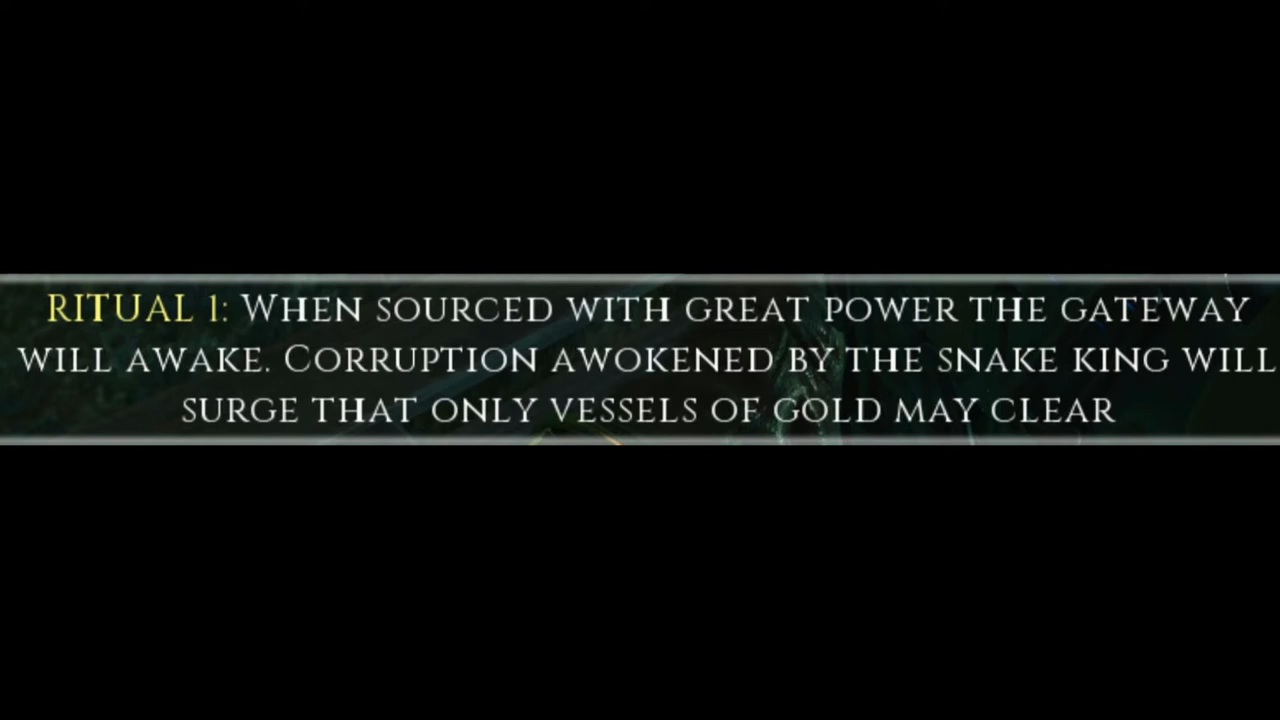 RITUAL 1: When sourced with great power the gateway
will awake. Corruption awokened by the snake king will
surge that only vessels of gold may clear